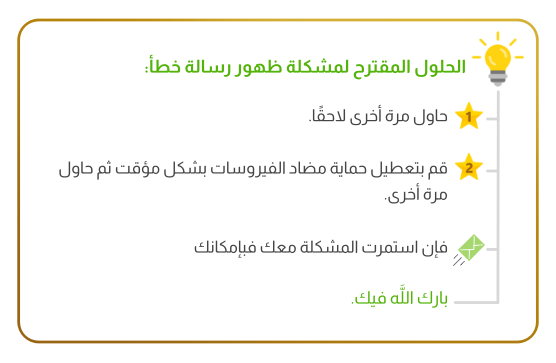 الحلول المقترح لمشكلة ظهور رسالة خطأ:
1 حاول مرة أخرى لاحقًا.
2 قم بتعطيل حماية مضاد الفيروسات بشكل مؤقت ثم حاول
مرة أخرى.
فإن استمرت المشكلة معك فبإمكانك
بارك اللَّه فيك.